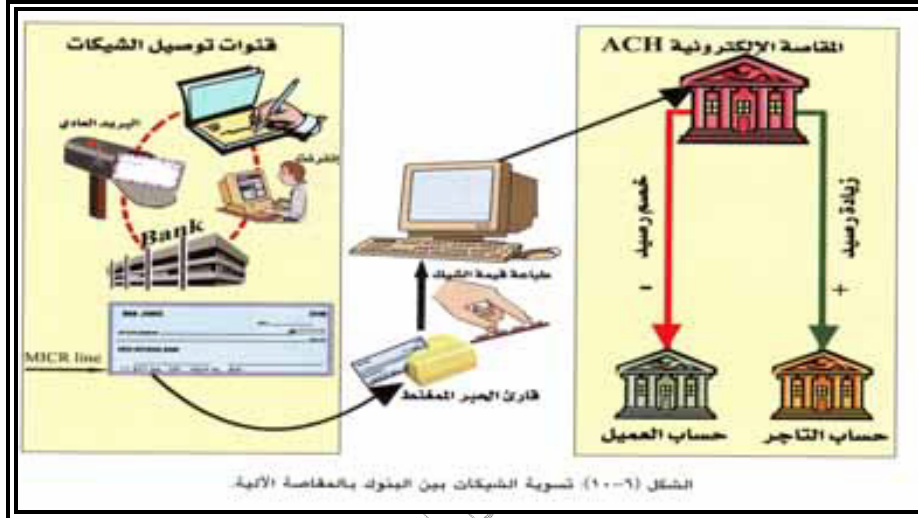 قنوات توصيل الشيكات
البريد العادي
Bank
MICR line
طباعة قيمة الشيك
قارئ الحبر الممغنط
المقاصة الإلكترونية ACH
خصم رصيد
-
زيادة رصيد
+
حساب العميل
حساب التاجر
الشكل (٦-١٠): تسوية الشيكات بين البنوك بالمقاصة الآلية.